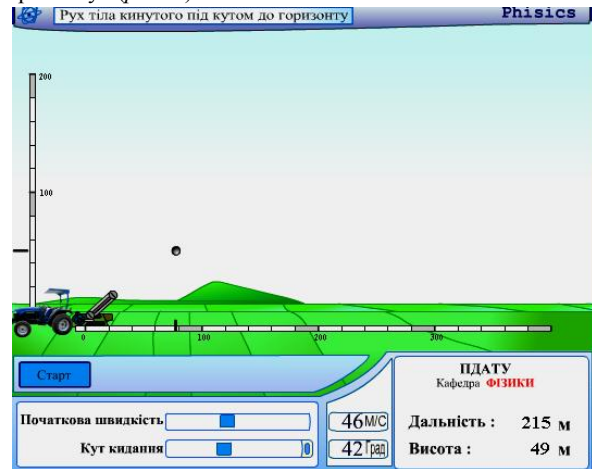 Рух тіла кинутого під кутом до горизонту
Phisics
200
100
0 100 200 300
Старт
ПДАТУ
Кафедра ФІЗИКИ
Початкова швидкість
46 М/С
Дальність : 215 м
Кут кидання
0
42 Град
Висота : 49 м